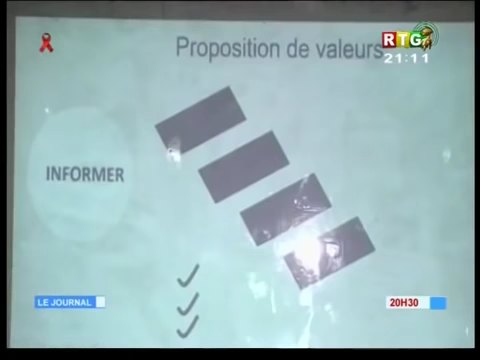 Proposition de valeurs
RTG
21:11
INFORMER
LE JOURNAL
20H30